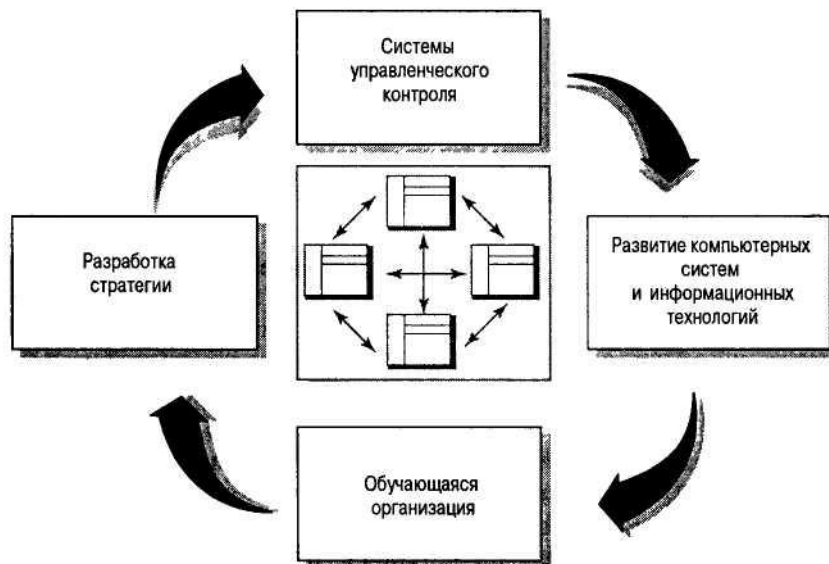 Системы
управленческого
контроля
Разработка
стратегии
Развитие компьютерных
систем
и информационных
технологий
Обучающаяся
организация